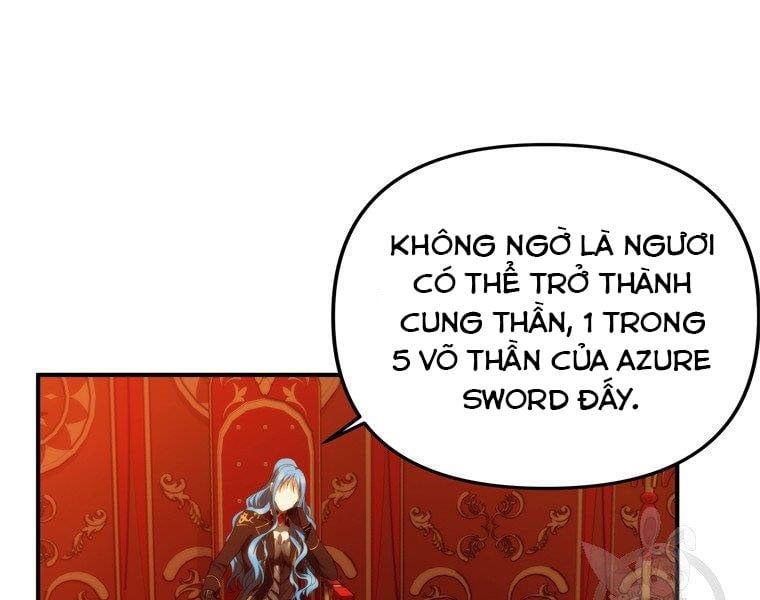 KHÔNG NGỜ LÀ NGƯƠI
CÓ THỂ TRỞ THÀNH
CUNG THẦN, 1 TRONG
5 VÕ THẦN CỦA AZURE
SWORD ĐẤY.